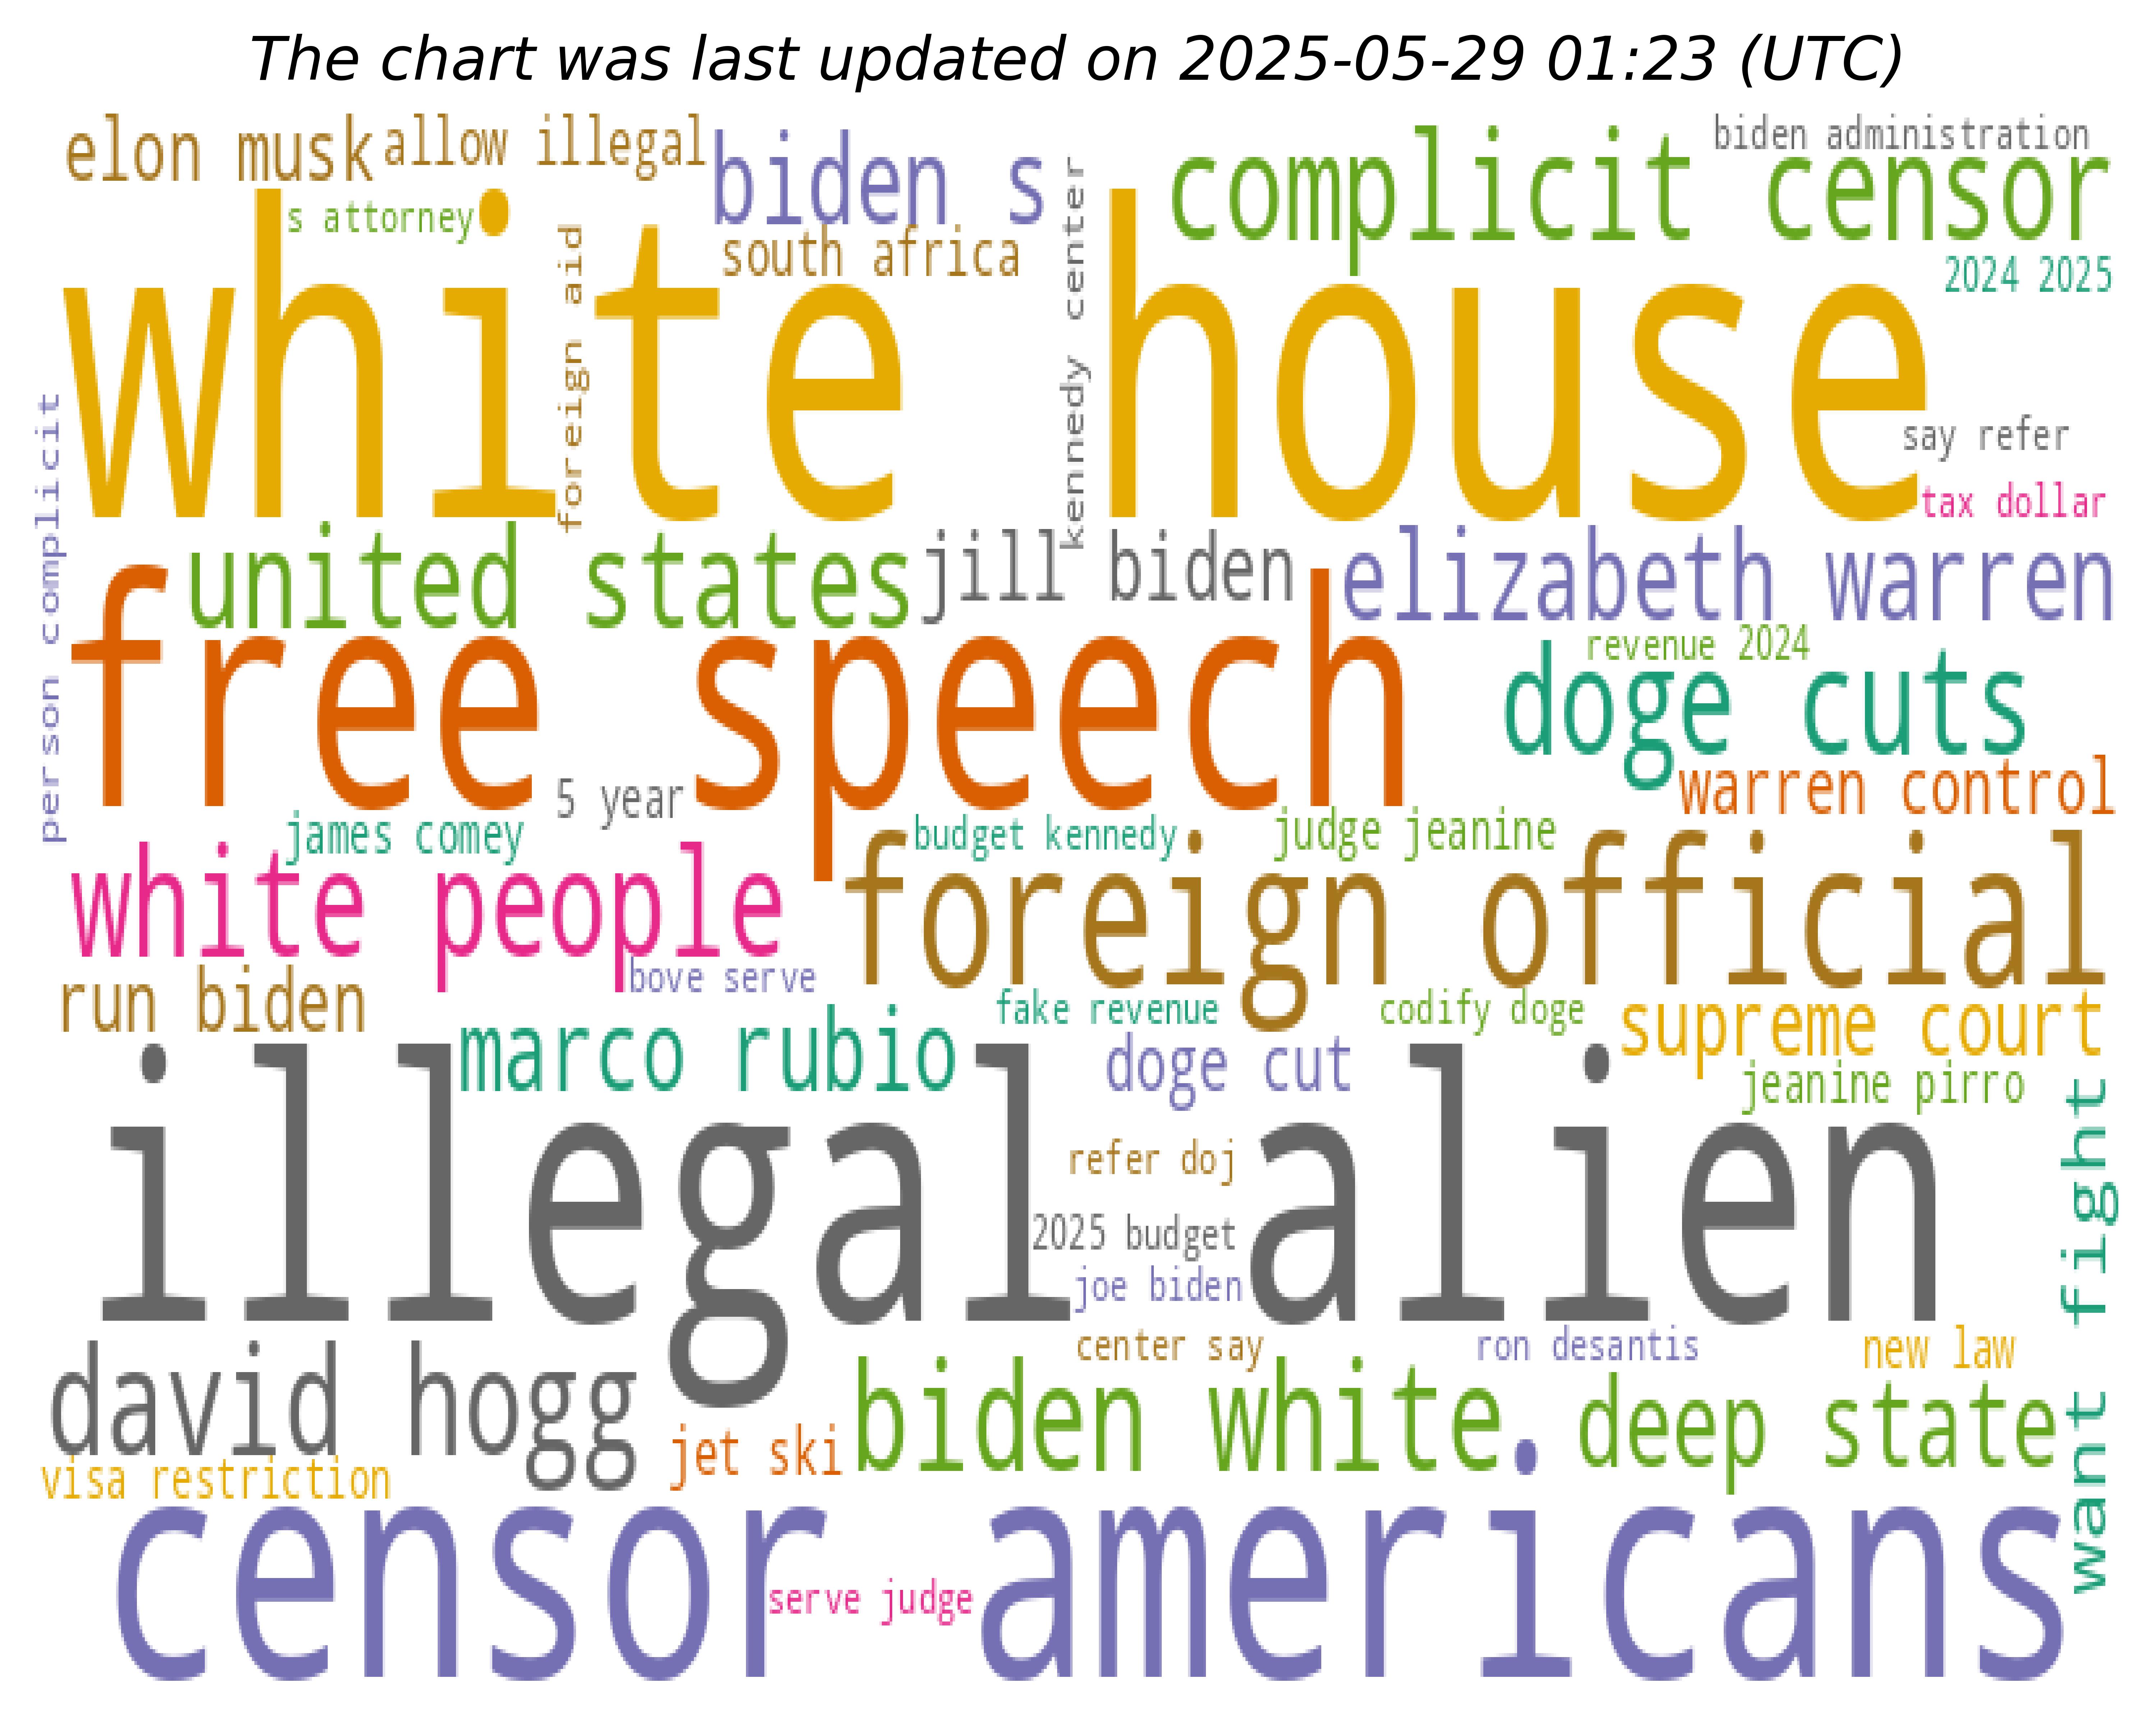 The chart was last updated on 2025-05-29 01:23 (UTC)
elon musk
allow illegal
biden s
complicit censor
biden administration
s attorney
south africa
2024 2025
white house
foreign aid
kennedy center
say refer
tax dollar
person complicit
united states
jill biden
elizabeth warren
free speech
revenue 2024
doge cuts
warren control
5 year
james comey
budget kennedy
judge jeanine
white people
foreign official
bove serve
run biden
marco rubio
fake revenue
codify doge
supreme court
doge cut
jeanine pirro
illegal alien
refer doj
2025 budget
joe biden
want fight
center say
ron desantis
new law
david hogg
biden white
deep state
jet ski
visa restriction
censor americans
serve judge